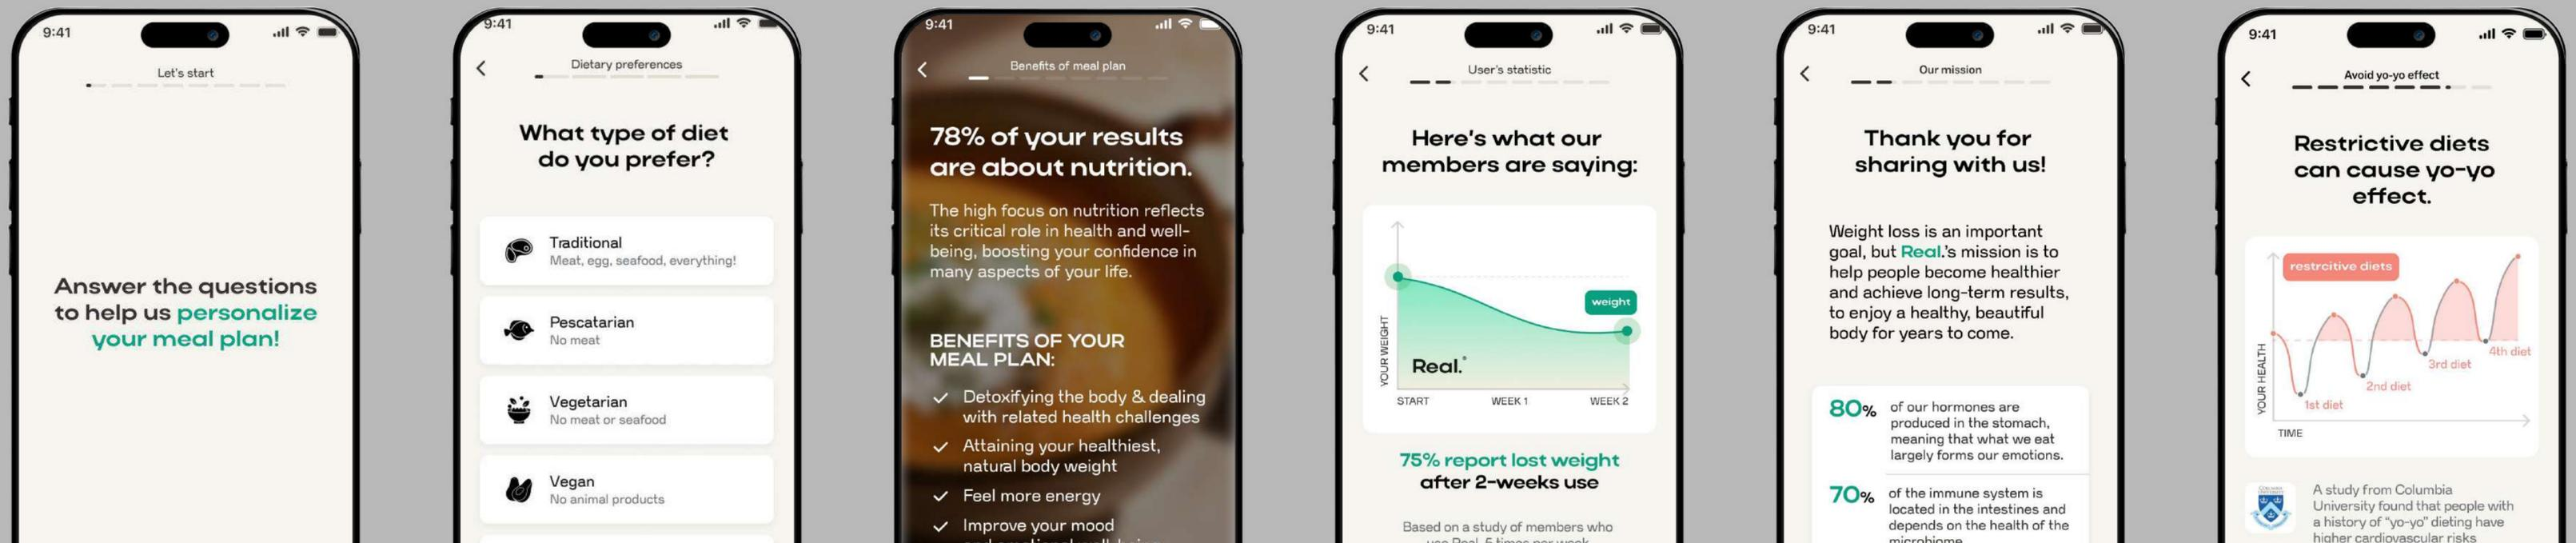 9:41
Let's start
Answer the questions
to help us personalize
your meal plan!
9:41
Dietary preferences
What type of diet
do you prefer?
Traditional
Meat, egg, seafood, everything!
Pescatarian
No meat
Vegetarian
No meat or seafood
Vegan
No animal products
9:41
Benefits of meal plan
78% of your results
are about nutrition.
The high focus on nutrition reflects
its critical role in health and well-
being, boosting your confidence in
many aspects of your life.
BENEFITS OF YOUR
MEAL PLAN:
Detoxifying the body & dealing
with related health challenges
Attaining your healthiest,
natural body weight
Feel more energy
Improve your mood
9:41
User's statistic
Here's what our
members are saying:
weight
YOUR WEIGHT
Real.
START WEEK 1 WEEK 2
75% report lost weight
after 2-weeks use
Based on a study of members who
use Real. 5 times per week
9:41
Our mission
Thank you for
sharing with us!
Weight loss is an important
goal, but Real.'s mission is to
help people become healthier
and achieve long-term results,
to enjoy a healthy, beautiful
body for years to come.
80% of our hormones are
produced in the stomach,
meaning that what we eat
largely forms our emotions.
70% of the immune system is
located in the intestines and
depends on the health of the
microbiome.
9:41
Avoid yo-yo effect
Restrictive diets
can cause yo-yo
effect.
restrcitive diets
YOUR HEALTH
1st diet
2nd diet
3rd diet
4th diet
TIME
COLUMBIA
UNIVERSITY
A study from Columbia
University found that people with
a history of "yo-yo" dieting have
higher cardiovascular risks